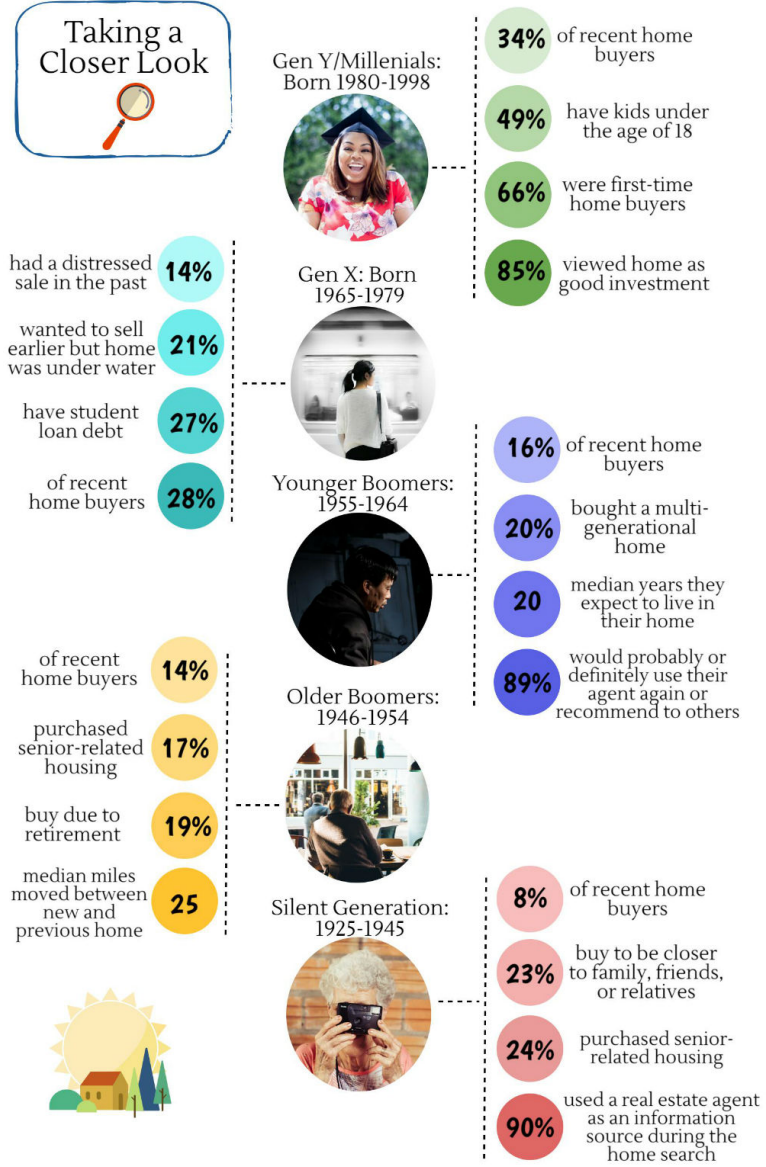 Taking a
Closer Look
Gen Y/Millenials:
Born 1980-1998
34%
of recent home
buyers
49%
have kids under
the age of 18
66%
were first-time
home buyers
85%
viewed home as
good investment
Gen X: Born
1965-1979
had a distressed
sale in the past
14%
wanted to sell
earlier but home
was under water
21%
have student
loan debt
27%
of recent
home buyers
28%
Younger Boomers:
1955-1964
16%
of recent home
buyers
20%
bought a multi-
generational
home
20
median years they
expect to live in
their home
89%
would probably or
definitely use their
agent again or
recommend to others
Older Boomers:
1946-1954
of recent
home buyers
14%
purchased
senior-related
housing
17%
buy due to
retirement
19%
median miles
moved between
new and
previous home
25
Silent Generation:
1925-1945
8%
of recent home
buyers
23%
buy to be closer
to family, friends,
or relatives
24%
purchased senior-
related housing
90%
used a real estate agent
as an information
source during the
home search